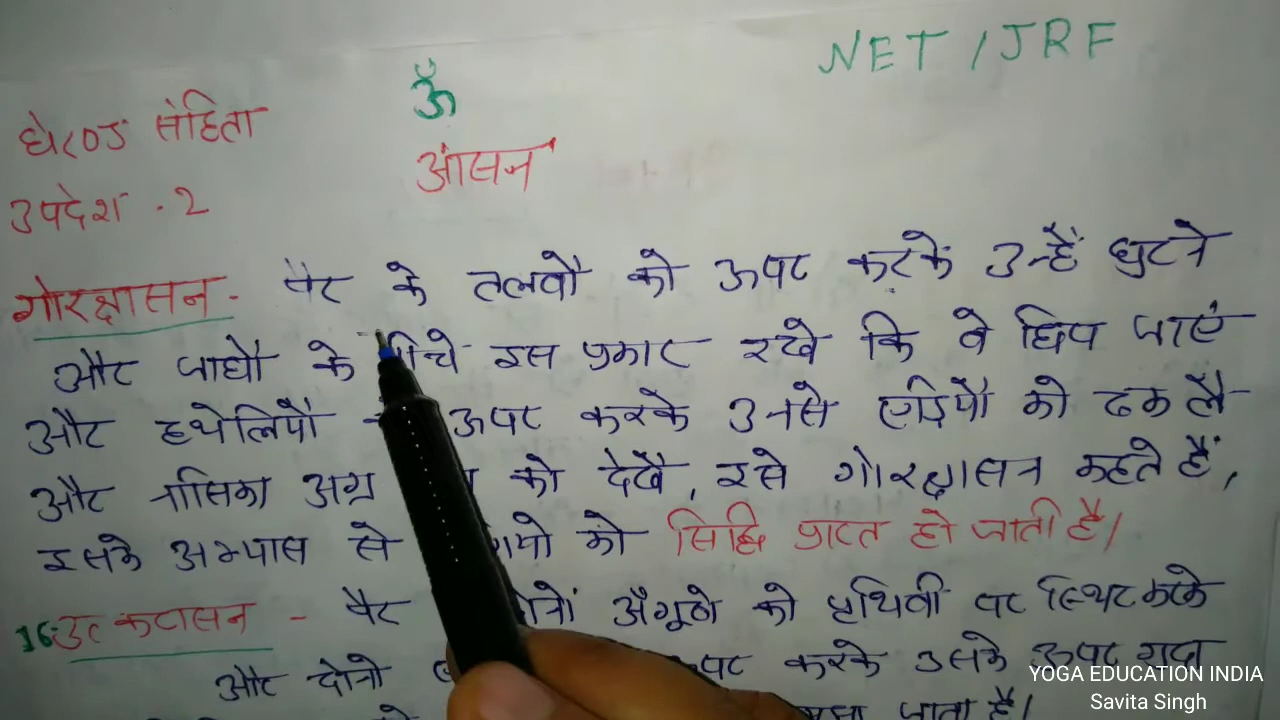 NET / JRF
ॐ
घेरण्ड संहिता
आसन
उपदेश - 2
गोरक्षासन - पैर के तलवों को ऊपर करकें उन्हें घुटने
और जाघों के नीचे इस प्रकार रखे कि वे छिप जाएं
और हथेलियों ऊपर करके उनसे एड़ियों को ढक लें
और नासिका अग्र को देखें, इसे गोरक्षासन कहते हैं,
इसके अभ्यास से को सिद्धि प्राप्त हो जाती है।
16. उत्कटासन - पैर दोनों अँगूठो को पृथिवी पर स्थिर करके
और दोनो करके उसके ऊपर गुदा
जाता है।
YOGA EDUCATION INDIA
Savita Singh